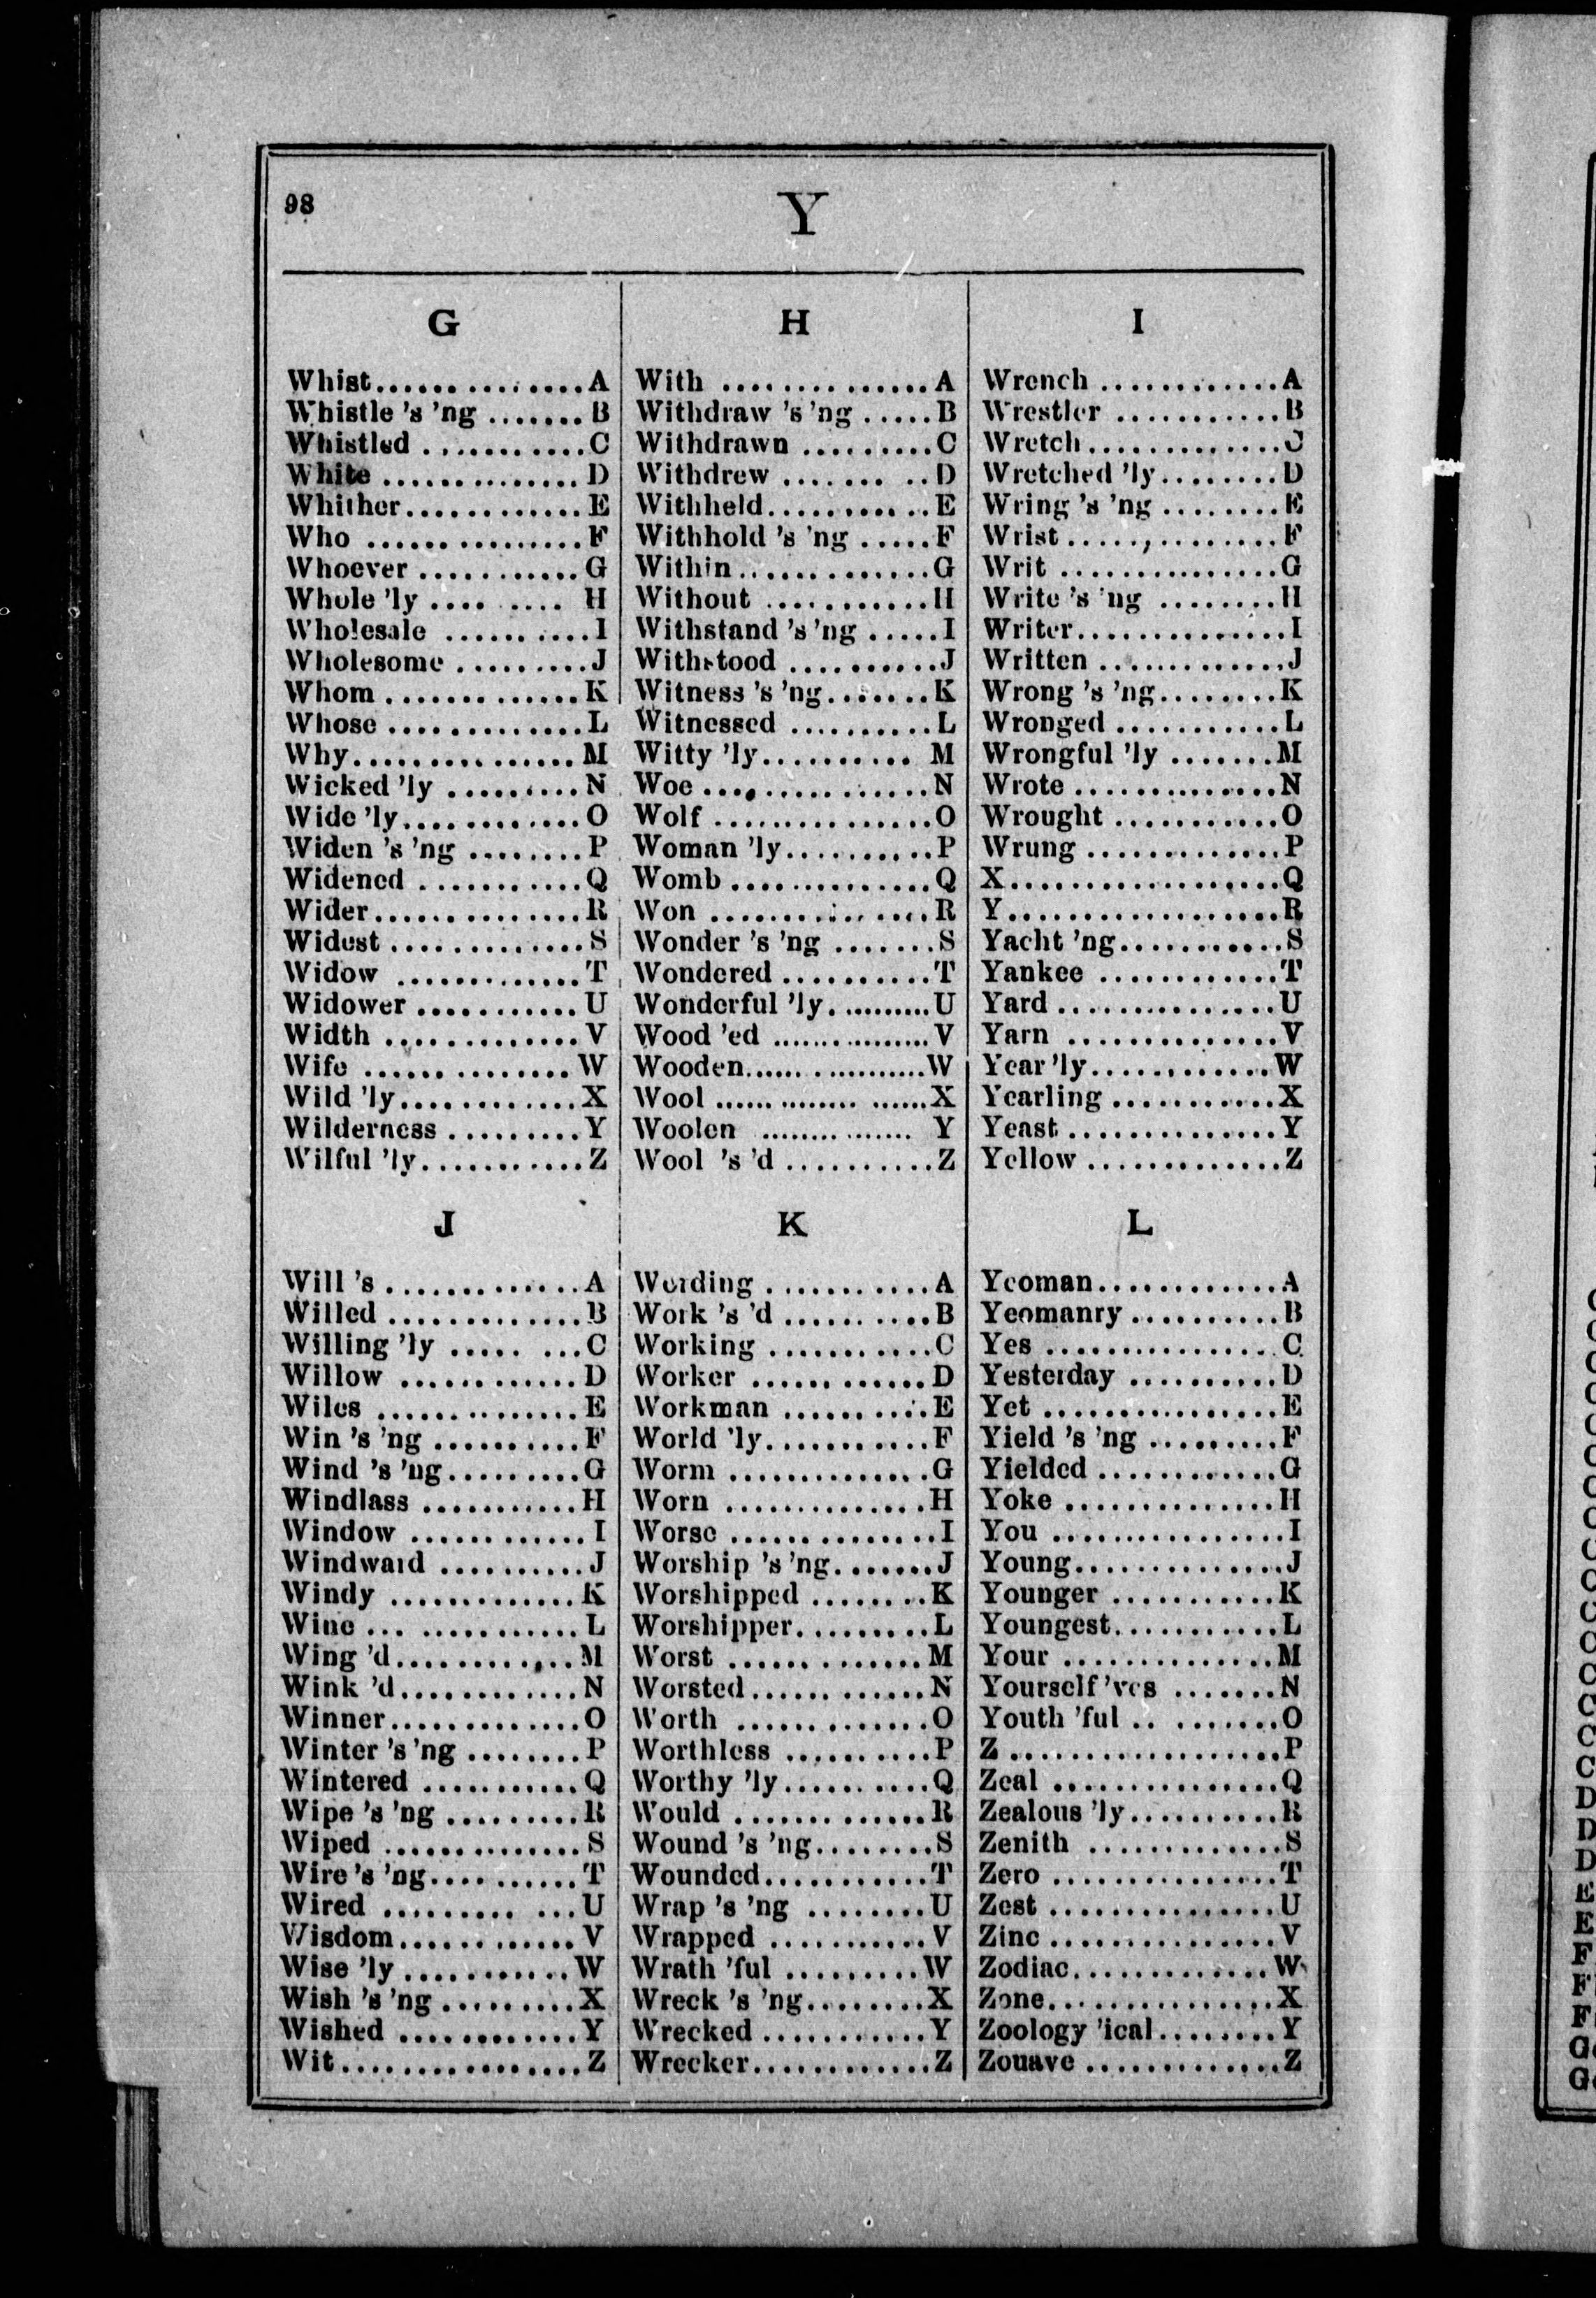 98
Y
G
Whist................A
Whistle 's 'ng .......B
Whistled ............C
White ..............D
Whither............E
Who ...............F
Whoever ...........G
Whole 'ly .... ..... H
Wholesale ..........I
Wholesome .........J
Whom .............K
Whose .............L
Why...............M
Wicked 'ly .........N
Wide 'ly............O
Widen 's 'ng ........P
Widened ...........Q
Wider..............R
Widest .............S
Widow ............T
Widower ...........U
Width .............V
Wife ..............W
Wild 'ly............X
Wilderness .........Y
Wilful 'ly...........Z
H
With ..............A
Withdraw 's 'ng .....B
Withdrawn .........C
Withdrew ....... ..D
Withheld...........E
Withhold 's 'ng .....F
Within.............G
Without ...........H
Withstand 's 'ng .....I
Withstood ..........J
Witness 's 'ng.......K
Witnessed ..........L
Witty 'ly.......... M
Woe ...............N
Wolf ...............O
Woman 'ly..........P
Womb .............Q
Won ...............R
Wonder 's 'ng .......S
Wondered ..........T
Wonderful 'ly..........U
Wood 'ed ................V
Wooden...................W
Wool ...... ........ ......X
Woolen ............... Y
Wool 's 'd ..........Z
I
Wrench ............A
Wrestler ...........B
Wretch.............C
Wretched 'ly........D
Wring 's 'ng ........E
Wrist..............F
Writ ...............G
Write 's 'ng ........H
Writer..............I
Written ............J
Wrong 's 'ng........K
Wronged ...........L
Wrongful 'ly .......M
Wrote .............N
Wrought ...........O
Wrung .............P
X..................Q
Y..................R
Yacht 'ng...........S
Yankee ............T
Yard ..............U
Yarn ..............V
Year 'ly............W
Yearling ...........X
Yeast ..............Y
Yellow .............Z
J
Will 's .............A
Willed .............B
Willing 'ly ..... ...C
Willow ............D
Wiles ..............E
Win 's 'ng ..........F
Wind 's 'ng.........G
Windlass ...........H
Window ............I
Windward ..........J
Windy .............K
Wine ... ..........L
Wing 'd............M
Wink 'd............N
Winner.............O
Winter 's 'ng ........P
Wintered ...........Q
Wipe 's 'ng .........R
Wiped .............S
Wire 's 'ng..........T
Wired ......... ...U
Wisdom............V
Wise 'ly ...........W
Wish 's 'ng .........X
Wished ............Y
Wit................Z
K
Wording ...........A
Work 's 'd ..........B
Working ...........C
Worker ............D
Workman ..........E
World 'ly...........F
Worm .............G
Worn .............H
Worse ..............I
Worship 's 'ng.......J
Worshipped ........K
Worshipper.........L
Worst .............M
Worsted............N
Worth .............O
Worthless ..........P
Worthy 'ly..........Q
Would .............R
Wound 's 'ng........S
Wounded...........T
Wrap 's 'ng ........U
Wrapped ...........V
Wrath 'ful .........W
Wreck 's 'ng........X
Wrecked ...........Y
Wrecker............Z
L
Yeoman............A
Yeomanry ..........B
Yes ...............C
Yesterday ..........D
Yet ................E
Yield 's 'ng .........F
Yielded ............G
Yoke ..............H
You ................I
Young..............J
Younger ...........K
Youngest...........L
Your ..............M
Yourself 'ves .......N
Youth 'ful .. .......O
Z ..................P
Zeal ...............Q
Zealous 'ly..........R
Zenith .............S
Zero ...............T
Zest ...............U
Zinc ...............V
Zodiac.............W
Zone...............X
Zoology 'ical........Y
Zouave .............Z